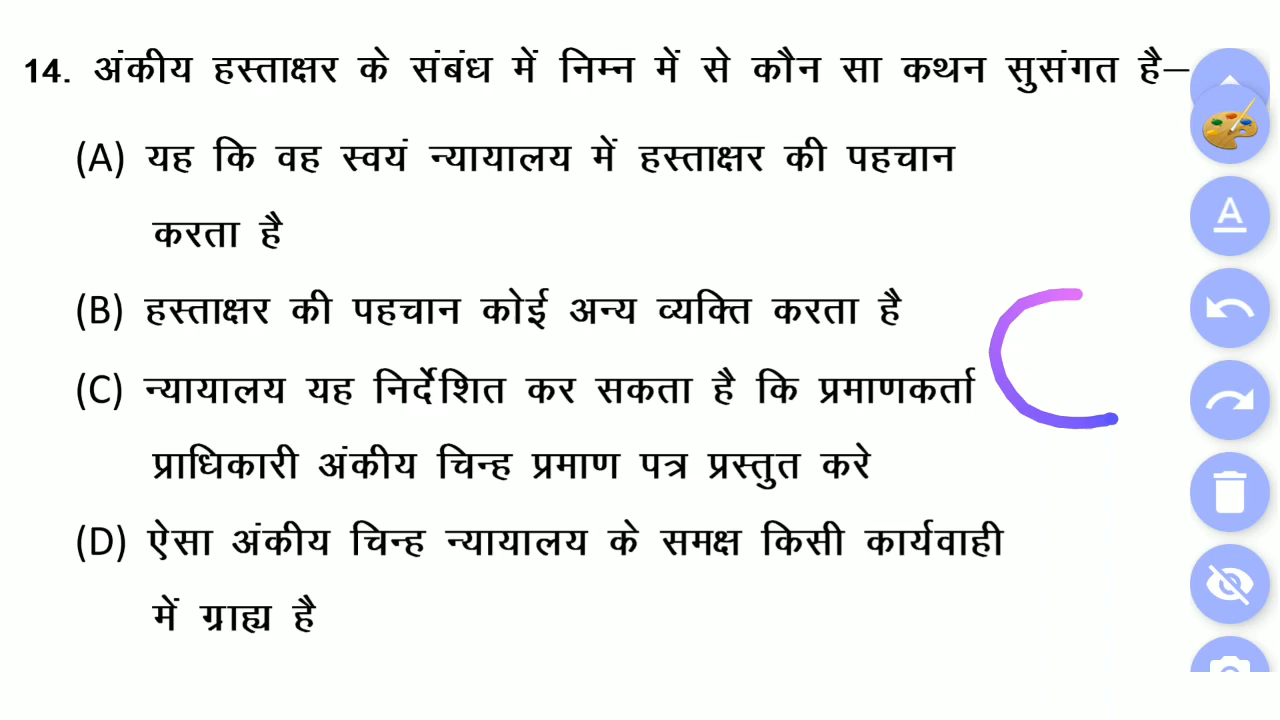 14. अंकीय हस्ताक्षर के संबंध में निम्न में से कौन सा कथन सुसंगत है–
(A) यह कि वह स्वयं न्यायालय में हस्ताक्षर की पहचान
करता है
(B) हस्ताक्षर की पहचान कोई अन्य व्यक्ति करता है
(C) न्यायालय यह निर्देशित कर सकता है कि प्रमाणकर्ता
प्राधिकारी अंकीय चिन्ह प्रमाण पत्र प्रस्तुत करे
(D) ऐसा अंकीय चिन्ह न्यायालय के समक्ष किसी कार्यवाही
में ग्राह्य है
C
A